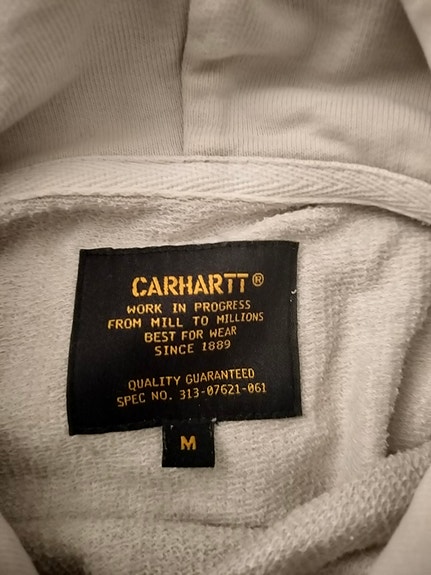 CARHARTT®
WORK IN PROGRESS
FROM MILL TO MILLIONS
BEST FOR WEAR
SINCE 1889
QUALITY GUARANTEED
SPEC NO. 313-07621-061
M